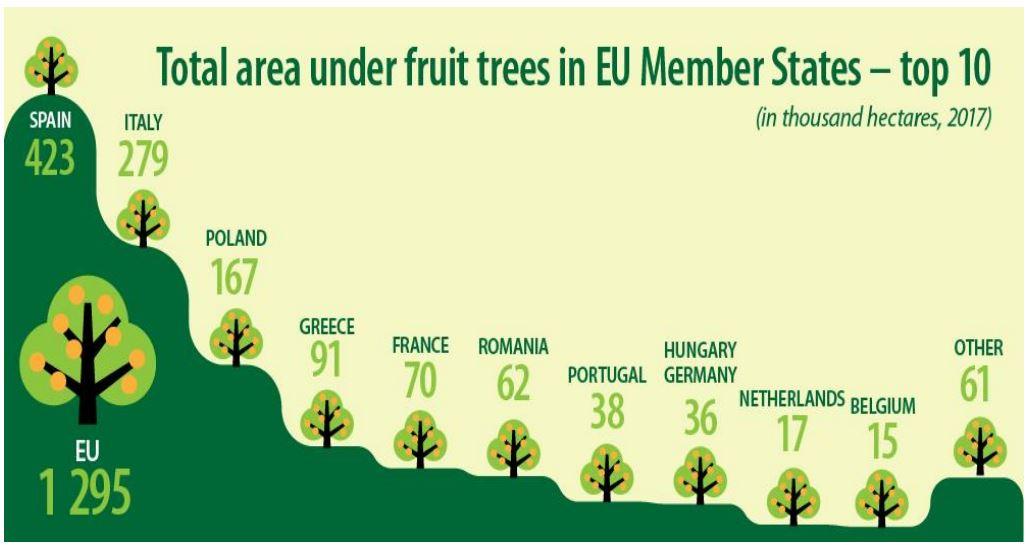 Total area under fruit trees in EU Member States – top 10
(in thousand hectares, 2017)
SPAIN
423
ITALY
279
POLAND
167
GREECE
91
FRANCE
70
ROMANIA
62
PORTUGAL
38
HUNGARY
GERMANY
36
NETHERLANDS
17
BELGIUM
15
OTHER
61
EU
1 295